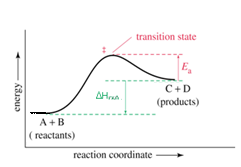 transition state
‡
Ea
C + D
(products)
ΔHrxn
energy
A + B
( reactants)
reaction coordinate